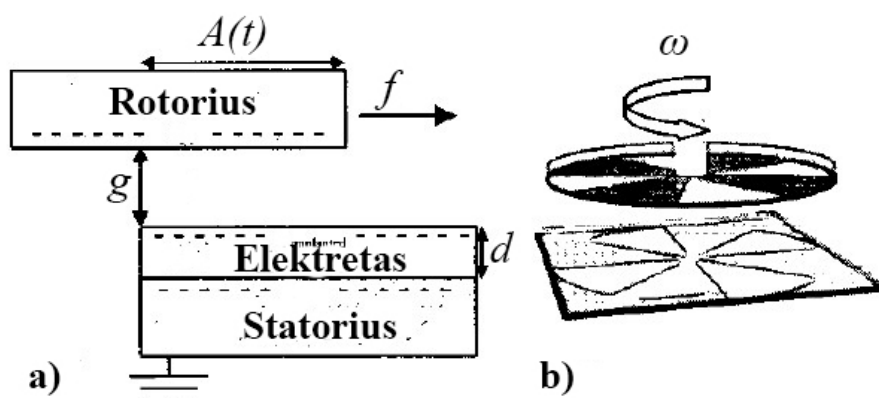 A(t)
Rotorius
f
g
Elektretas
d
Statorius
a)
ω
b)